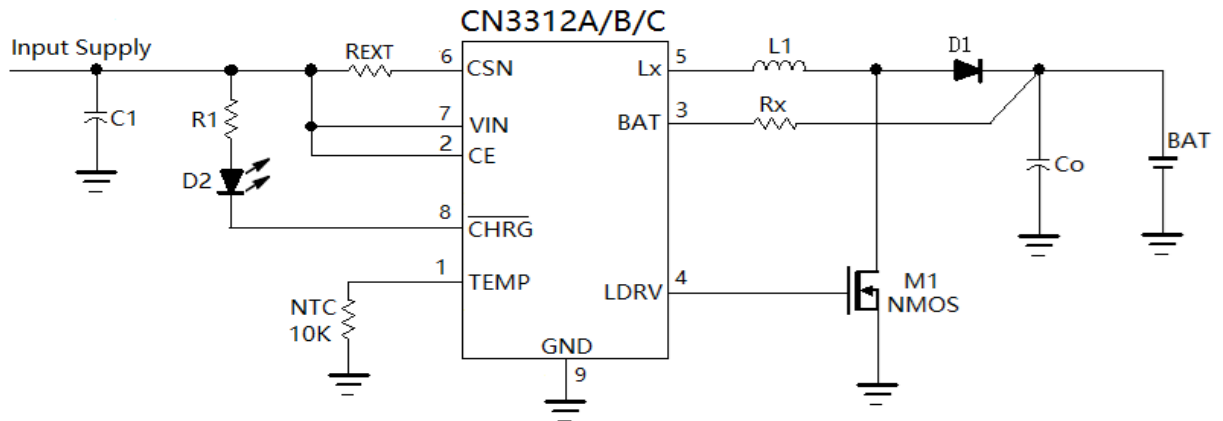 CN3312A/B/C
Input Supply
REXT
6
CSN
Lx
5
L1
D1
C1
R1
7
VIN
BAT
3
Rx
2
CE
BAT
Co
D2
8
CHRG
1
TEMP
LDRV
4
M1
NMOS
NTC
10K
GND
9